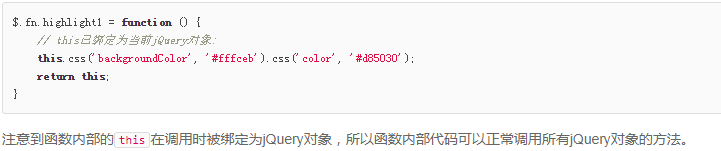 $.fn.highlight1 = function () {
    // this已绑定为当前jQuery对象:
    this.css('backgroundColor', '#fffceb').css('color', '#d85030');
    return this;
}
注意到函数内部的this在调用时被绑定为jQuery对象，所以函数内部代码可以正常调用所有jQuery对象的方法。